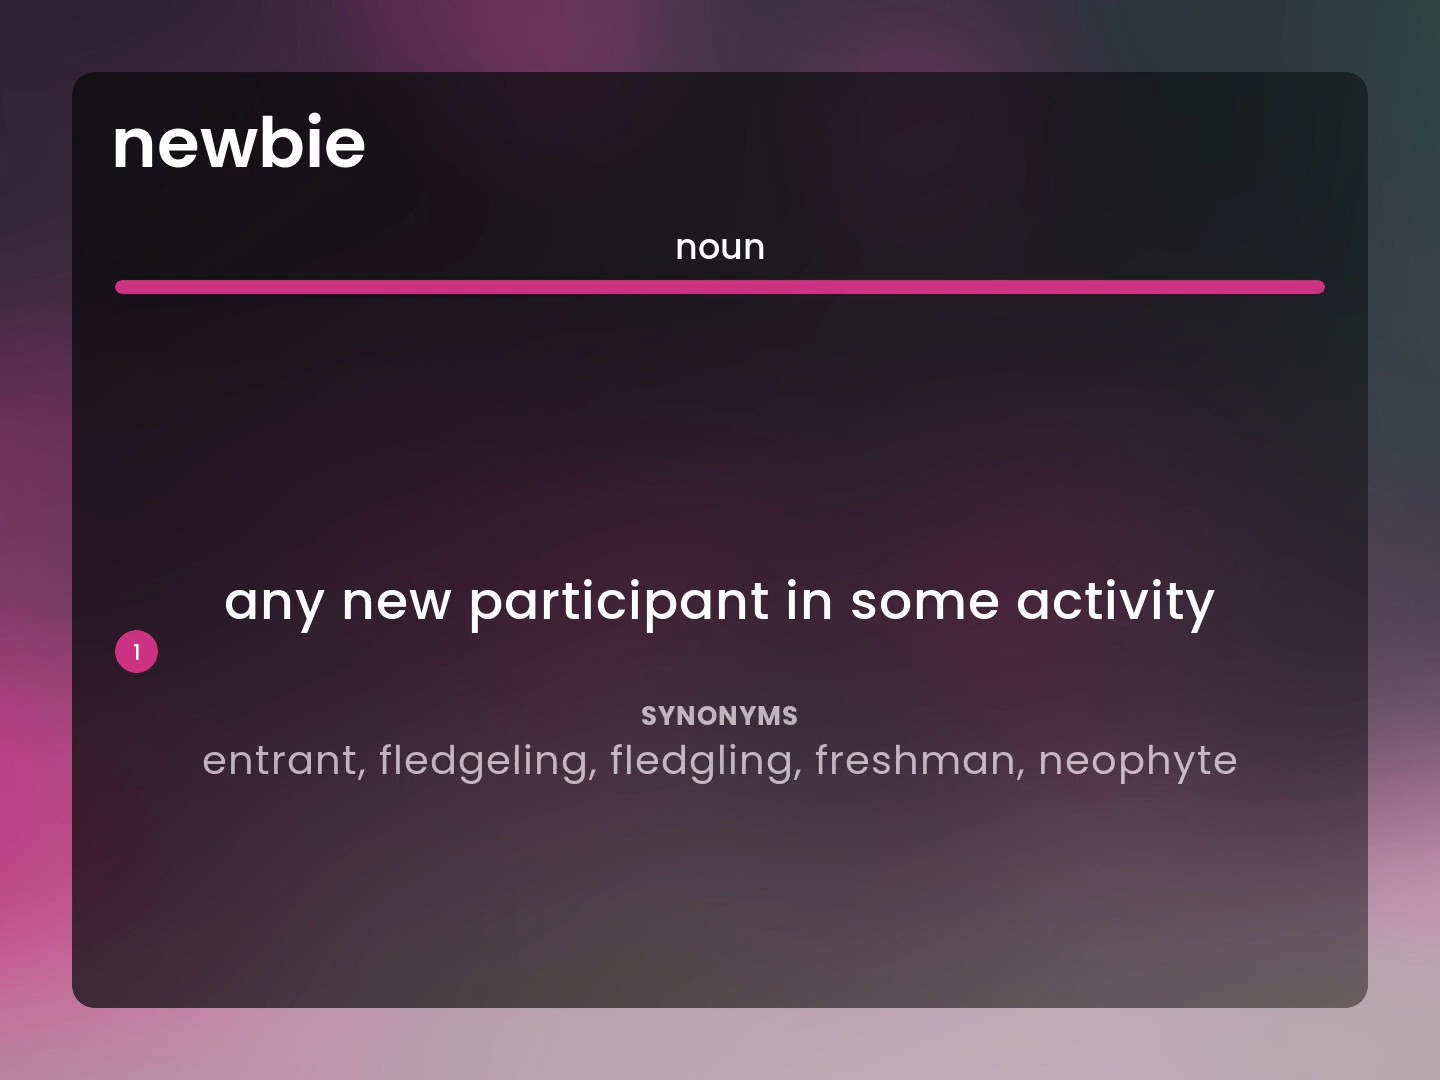 newbie
noun
any new participant in some activity
1
SYNONYMS
entrant, fledgeling, fledgling, freshman, neophyte